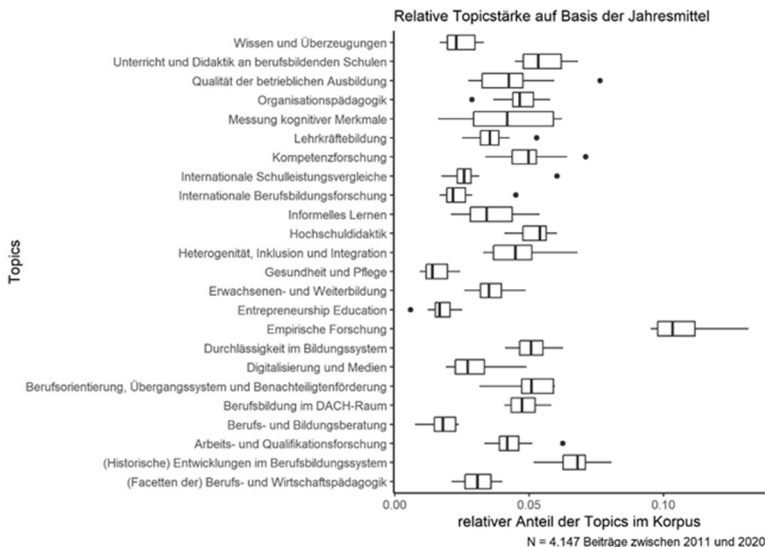 Relative Topicstärke auf Basis der Jahresmittel
Wissen und Überzeugungen
Unterricht und Didaktik an berufsbildenden Schulen
Qualität der betrieblichen Ausbildung
Organisationspädagogik
Messung kognitiver Merkmale
Lehrkräftebildung
Kompetenzforschung
Internationale Schulleistungsvergleiche
Internationale Berufsbildungsforschung
Informelles Lernen
Hochschuldidaktik
Heterogenität, Inklusion und Integration
Gesundheit und Pflege
Erwachsenen- und Weiterbildung
Entrepreneurship Education
Empirische Forschung
Durchlässigkeit im Bildungssystem
Digitalisierung und Medien
Berufsorientierung, Übergangssystem und Benachteiligtenförderung
Berufsbildung im DACH-Raum
Berufs- und Bildungsberatung
Arbeits- und Qualifikationsforschung
(Historische) Entwicklungen im Berufsbildungssystem
(Facetten der) Berufs- und Wirtschaftspädagogik
Topics
0.00 0.05 0.10
relativer Anteil der Topics im Korpus
N = 4.147 Beiträge zwischen 2011 und 2020